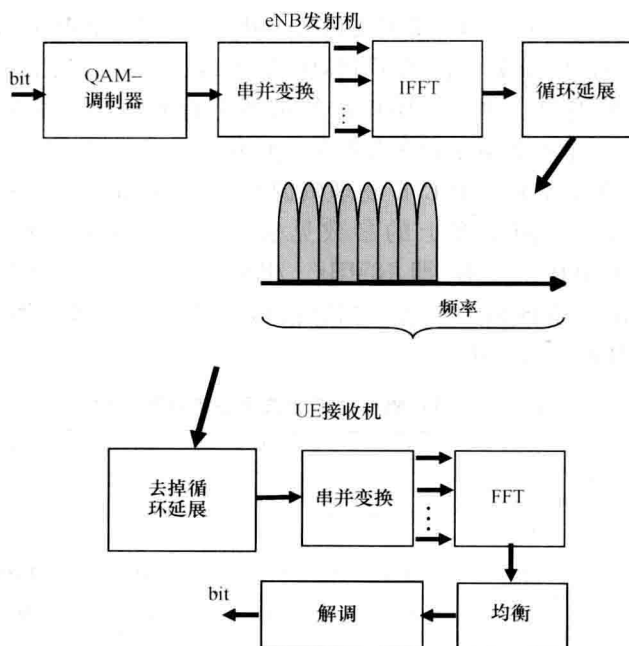 eNB发射机
bit
QAM–
调制器
串并变换
IFFT
循环延展
频率
UE接收机
去掉循
环延展
串并变换
FFT
bit
解调
均衡